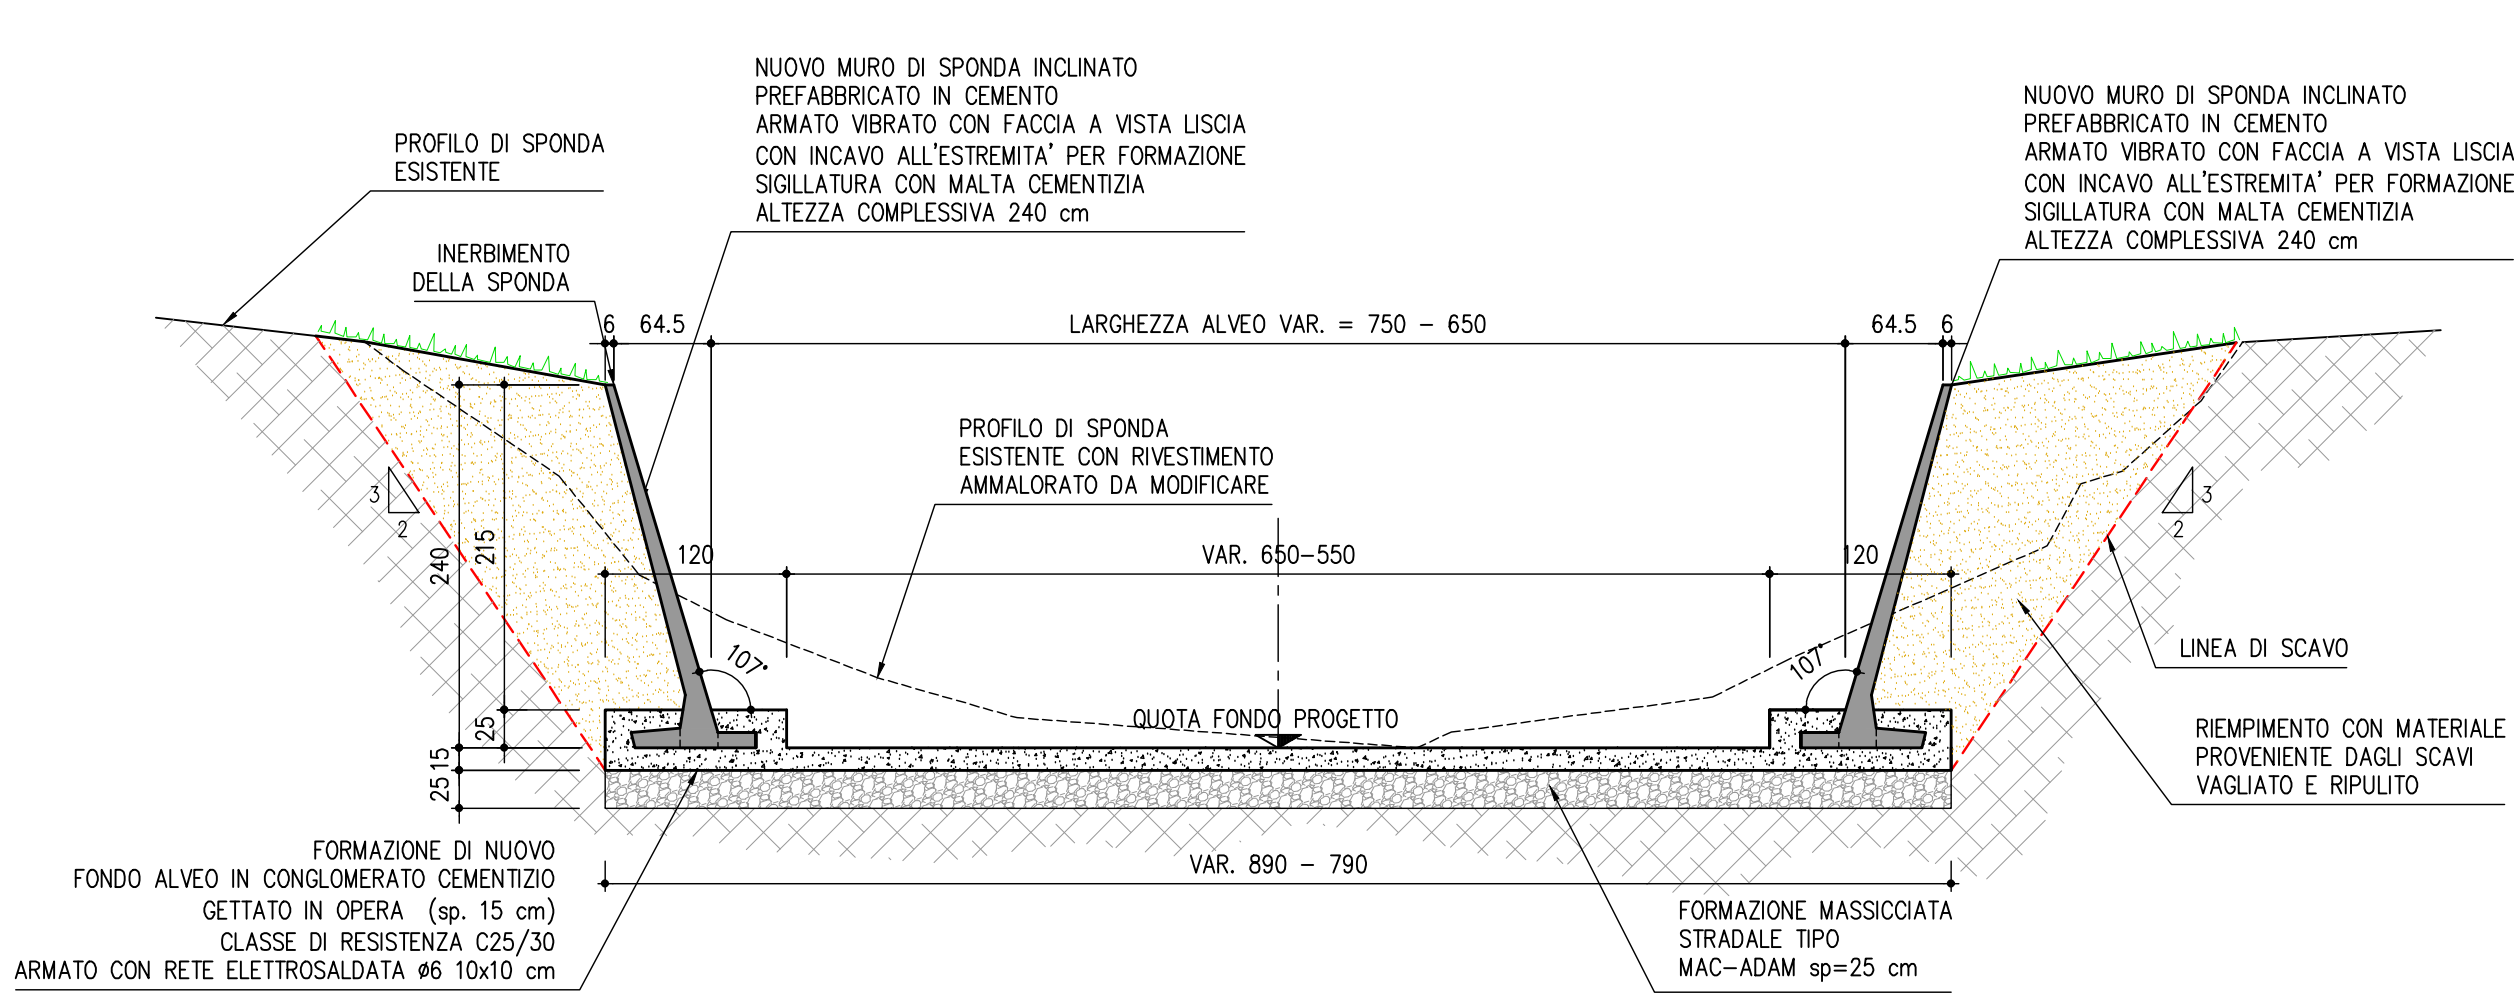 NUOVO MURO DI SPONDA INCLINATO
PREFABBRICATO IN CEMENTO
ARMATO VIBRATO CON FACCIA A VISTA LISCIA
CON INCAVO ALL'ESTREMITA' PER FORMAZIONE
SIGILLATURA CON MALTA CEMENTIZIA
ALTEZZA COMPLESSIVA 240 cm
NUOVO MURO DI SPONDA INCLINATO
PREFABBRICATO IN CEMENTO
ARMATO VIBRATO CON FACCIA A VISTA LISCIA
CON INCAVO ALL'ESTREMITA' PER FORMAZIONE
SIGILLATURA CON MALTA CEMENTIZIA
ALTEZZA COMPLESSIVA 240 cm
PROFILO DI SPONDA
ESISTENTE
INERBIMENTO
DELLA SPONDA
6 64.5
LARGHEZZA ALVEO VAR. = 750 - 650
64.5 6
PROFILO DI SPONDA
ESISTENTE CON RIVESTIMENTO
AMMALORATO DA MODIFICARE
3
2
3
2
240
215
120
VAR. 650-550
120
107°
107°
LINEA DI SCAVO
25
15
25
QUOTA FONDO PROGETTO
RIEMPIMENTO CON MATERIALE
PROVENIENTE DAGLI SCAVI
VAGLIATO E RIPULITO
FORMAZIONE DI NUOVO
FONDO ALVEO IN CONGLOMERATO CEMENTIZIO
GETTATO IN OPERA (sp. 15 cm)
CLASSE DI RESISTENZA C25/30
ARMATO CON RETE ELETTROSALDATA ø6 10x10 cm
VAR. 890 - 790
FORMAZIONE MASSICCIATA
STRADALE TIPO
MAC-ADAM sp=25 cm